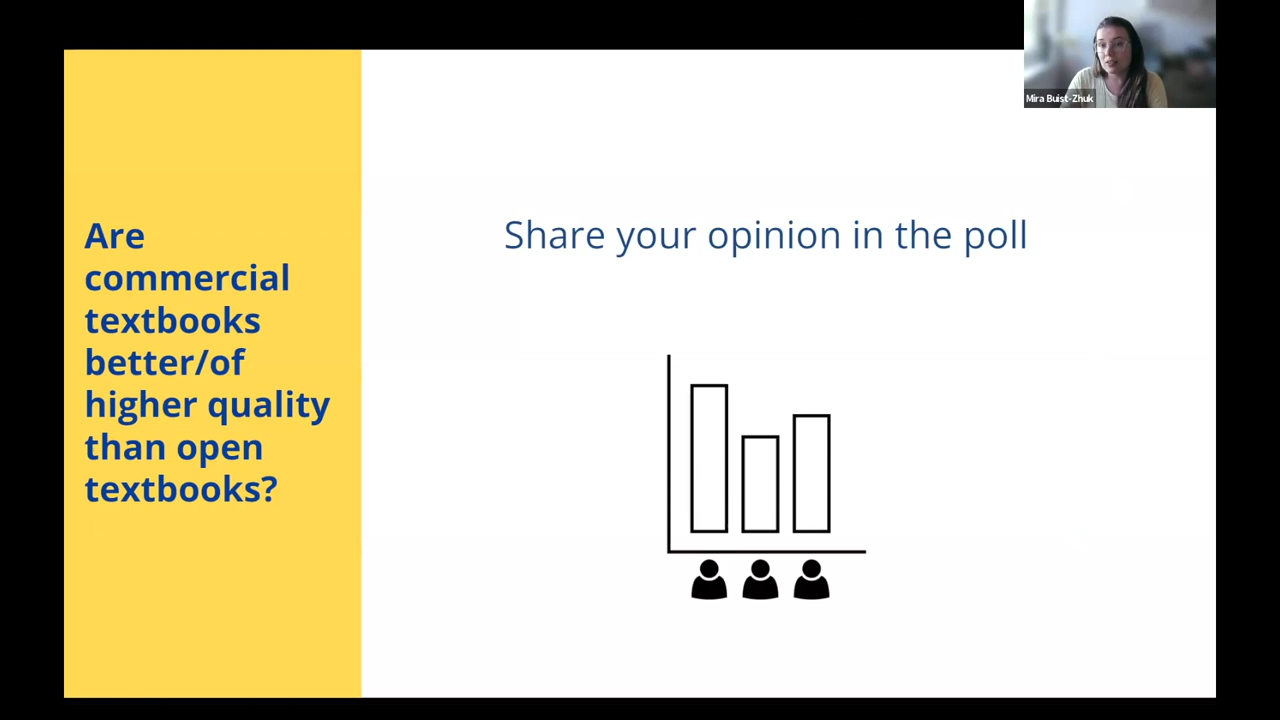 Are
commercial
textbooks
better/of
higher quality
than open
textbooks?
Share your opinion in the poll
Mira Buist-Zhuk